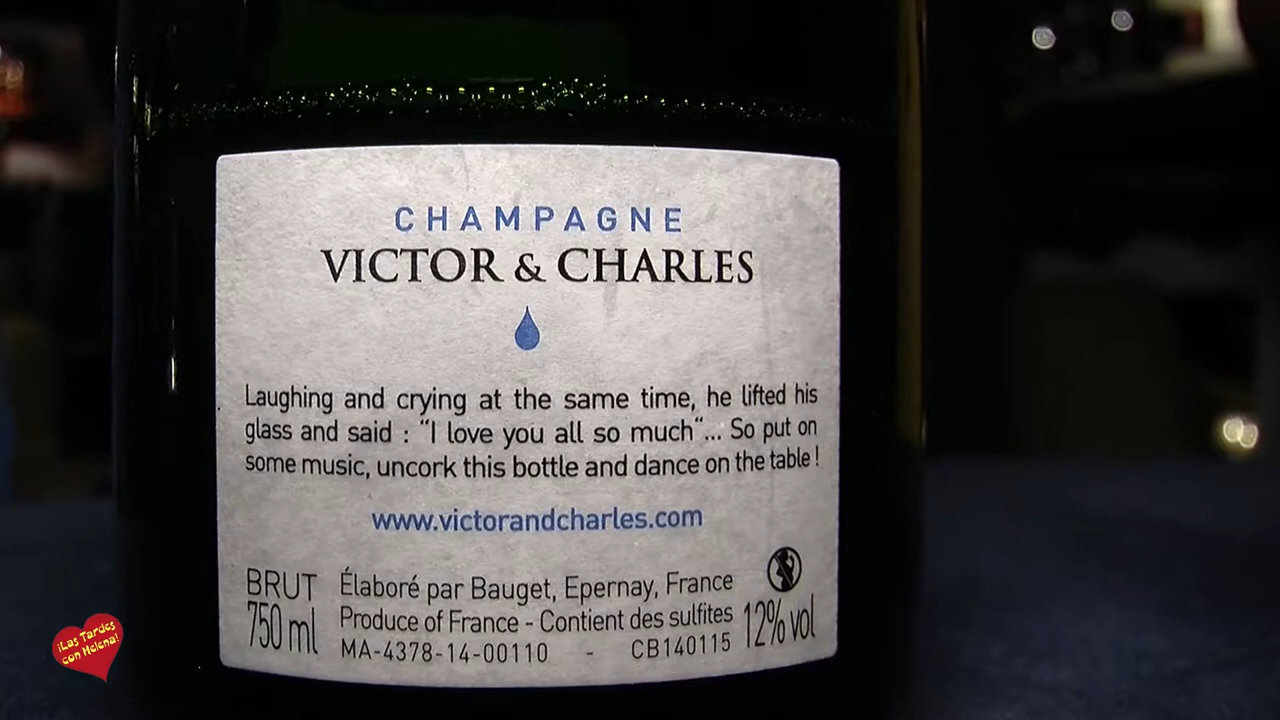 CHAMPAGNE
VICTOR & CHARLES
Laughing and crying at the same time, he lifted his
glass and said : “I love you all so much“... So put on
some music, uncork this bottle and dance on the table !
www.victorandcharles.com
BRUT Élaboré par Bauget, Epernay, France
750 ml Produce of France - Contient des sulfites 12% vol
MA-4378-14-00110 - CB140115
¡Las Tardes
con Helena!